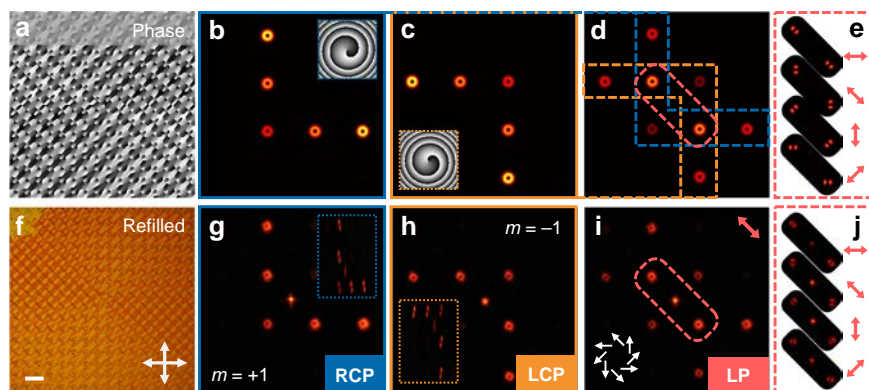 a
Phase
b
c
d
e
f
Refilled
g
m = +1
RCP
h
m = −1
LCP
i
LP
j